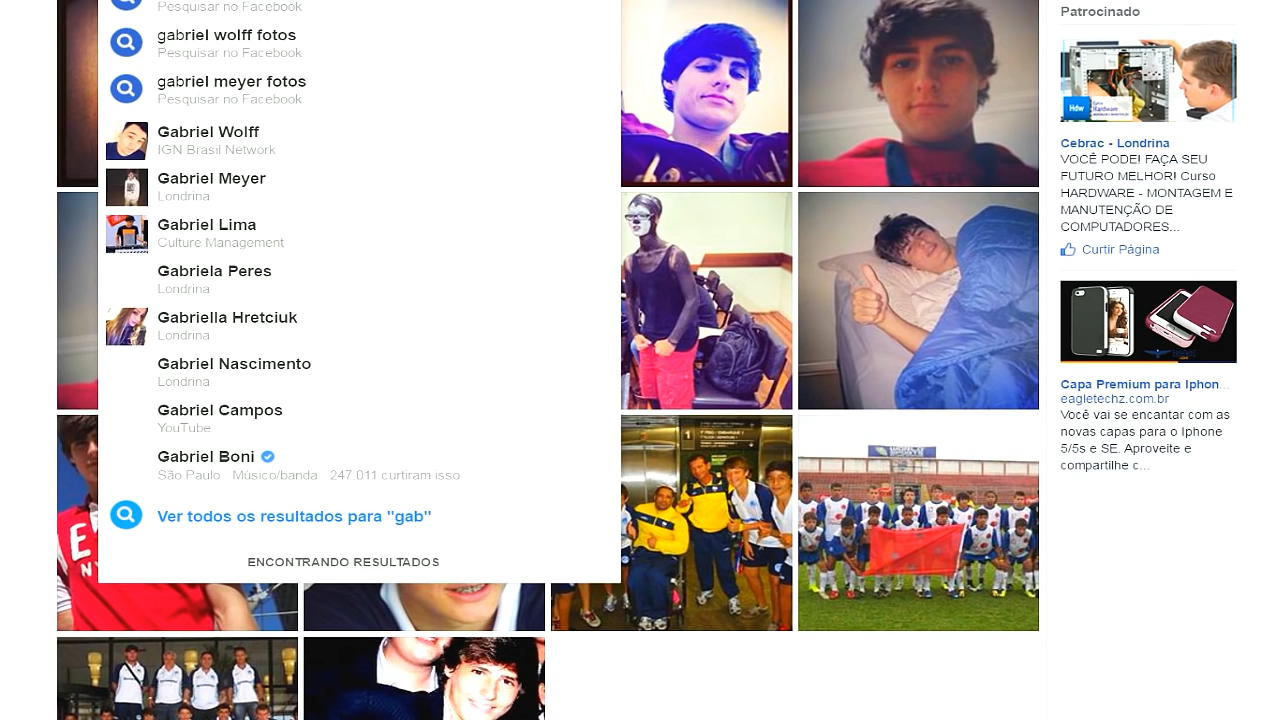 Pesquisar no Facebook
gabriel wolff fotos
Pesquisar no Facebook
gabriel meyer fotos
Pesquisar no Facebook
Gabriel Wolff
IGN Brasil Network
Gabriel Meyer
Londrina
Gabriel Lima
Culture Management
Gabriela Peres
Londrina
Gabriella Hretciuk
Londrina
Gabriel Nascimento
Londrina
Gabriel Campos
YouTube
Gabriel Boni
São Paulo Músico/banda 247.011 curtiram isso
Ver todos os resultados para "gab"
ENCONTRANDO RESULTADOS
Patrocinado
Hdw
Hardware
Cebrac - Londrina
VOCÊ PODE! FAÇA SEU
FUTURO MELHOR! Curso
HARDWARE - MONTAGEM E
MANUTENÇÃO DE
COMPUTADORES...
Curtir Página
Capa Premium para Iphon...
eagletechz.com.br
Você vai se encantar com as
novas capas para o Iphone
5/5s e SE. Aproveite e
compartilhe c...